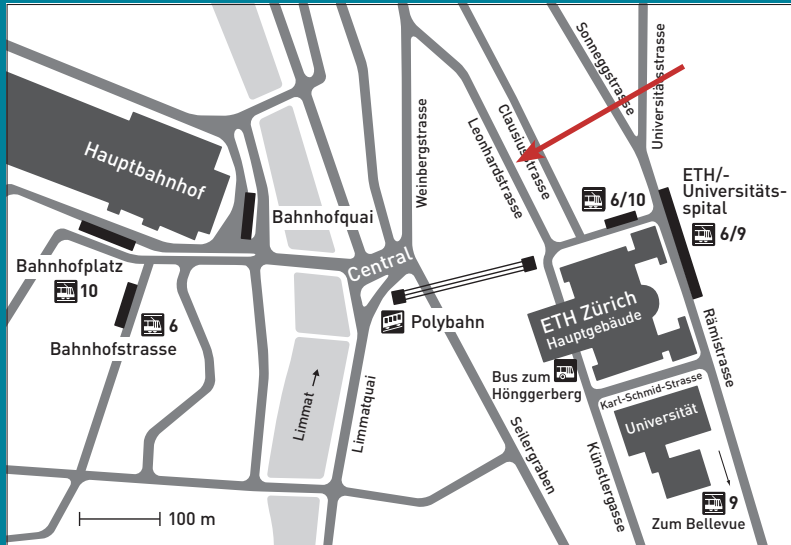 Hauptbahnhof
Bahnhofquai
Bahnhofplatz
10
6
Bahnhofstrasse
Weinbergstrasse
Central
Polybahn
Limmat
Limmatquai
Seilergraben
Leonhardstrasse
Clausiusstrasse
Sonneggstrasse
Universitätsstrasse
6/10
ETH/-
Universitäts-
spital
6/9
ETH Zürich
Hauptgebäude
Bus zum
Hönggerberg
Karl-Schmid-Strasse
Universität
Rämistrasse
Künstlergasse
9
Zum Bellevue
100 m